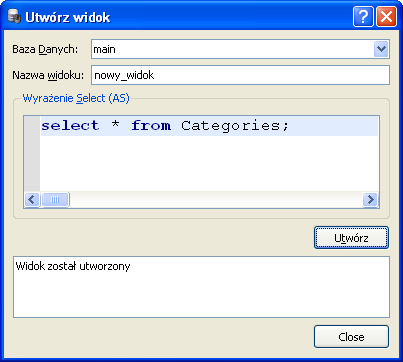 Utwórz widok
Baza Danych: main
Nazwa widoku: nowy_widok
Wyrażenie Select (AS)
select * from Categories;
Utwórz
Widok został utworzony
Close